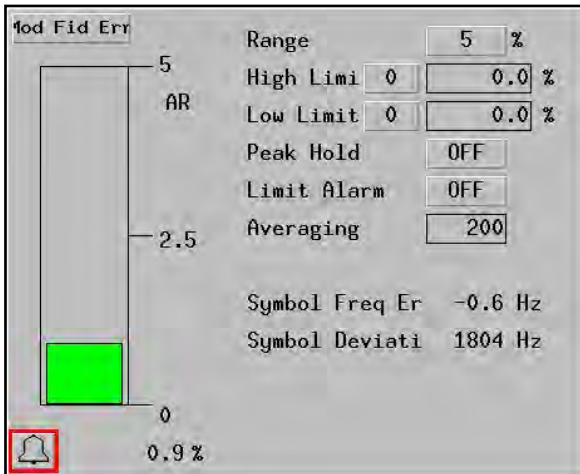 Mod Fid Err
5
AR
2.5
0
0.9 %
Range 5 %
High Limi 0 0.0 %
Low Limit 0 0.0 %
Peak Hold OFF
Limit Alarm OFF
Averaging 200
Symbol Freq Er -0.6 Hz
Symbol Deviati 1804 Hz